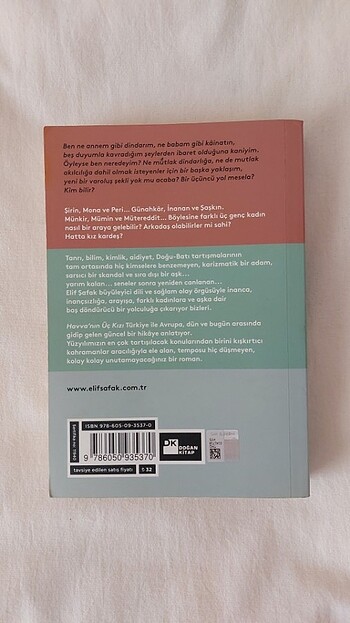 Ben ne annem gibi dindarım, ne babam gibi kâinatın,
beş duyumla kavradığım şeylerden ibaret olduğuna kaniyim.
Öyleyse ben neredeyim? Ne mutlak dindarlığa, ne de mutlak
akılcılığa dahil olmak isteyenler için bir başka yaklaşım,
yeni bir varoluş şekli yok mu acaba? Bir üçüncü yol mesela?
Kim bilir?
Şirin, Mona ve Peri... Günahkâr, İnanan ve Şaşkın.
Münkir, Mümin ve Mütereddit... Böylesine farklı üç genç kadın
nasıl bir araya gelebilir? Arkadaş olabilirler mi sahi?
Hatta kız kardeş?
Tanrı, bilim, kimlik, aidiyet, Doğu-Batı tartışmalarının
tam ortasında hiç kimselere benzemeyen, karizmatik bir adam,
sarsıcı bir skandal ve sıra dışı bir aşk...
yarım kalan... seneler sonra yeniden canlanan...
Elif Şafak büyüleyici dili ve sağlam olay örgüsüyle inanca,
inançsızlığa, arayışa, farklı kadınlara ve aşka dair
baş döndürücü bir yolculuğa çıkarıyor bizleri.
Havva'nın Üç Kızı Türkiye ile Avrupa, dün ve bugün arasında
gidip gelen güncel bir hikâye anlatıyor.
Yüzyılımızın en çok tartışılacak konularından birini kışkırtıcı
kahramanlar aracılığıyla ele alan, temposu hiç düşmeyen,
kolay kolay unutamayacağınız bir roman.
www.elifsafak.com.tr
ISBN 978-605-09-3537-0
9 786050 935370
tavsiye edilen satış fiyatı ₺ 32
DK
DOĞAN
KİTAP